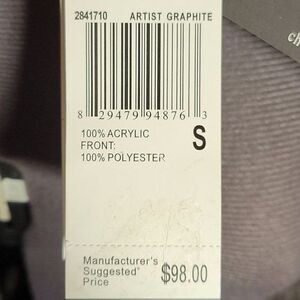 2841710 ARTIST GRAPHITE
8 29479 94876 3
100% ACRYLIC
FRONT:
100% POLYESTER
S
Manufacturer's
Suggested
Price
$98.00